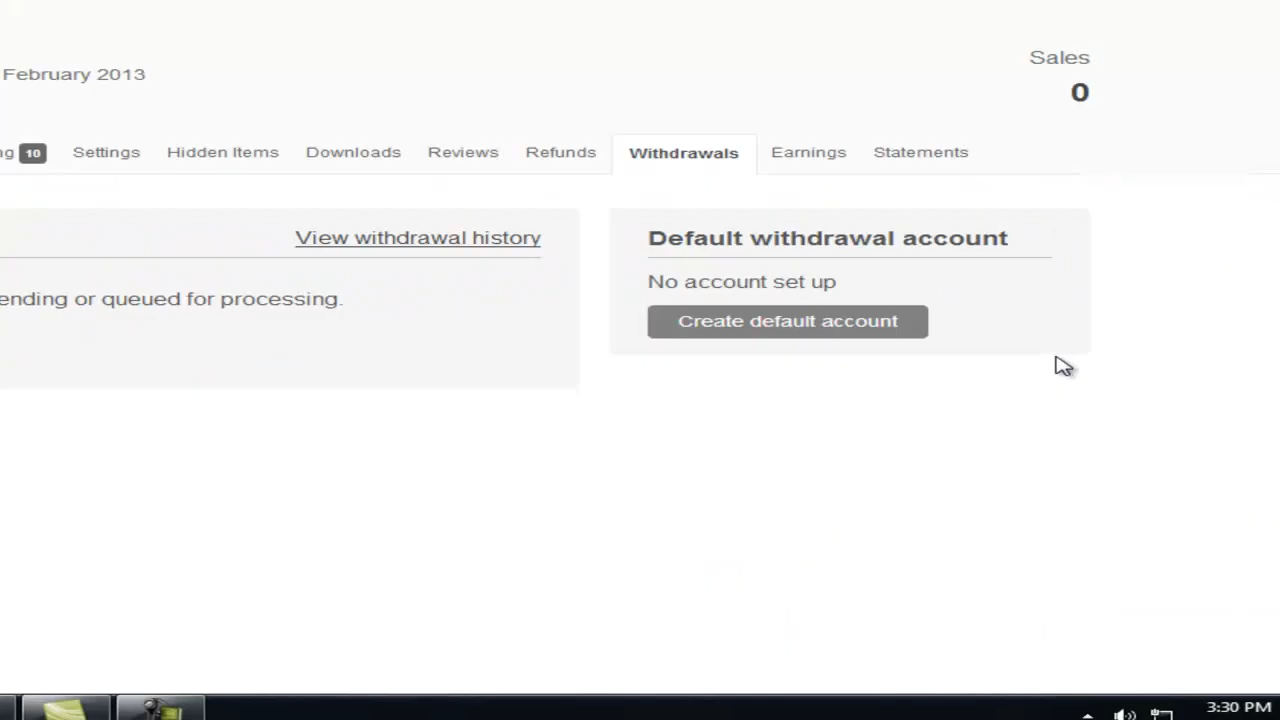 Sales
February 2013
0
10 Settings Hidden Items Downloads Reviews Refunds Withdrawals Earnings Statements
View withdrawal history
Default withdrawal account
or queued for processing.
No account set up
Create default account
3:30 PM